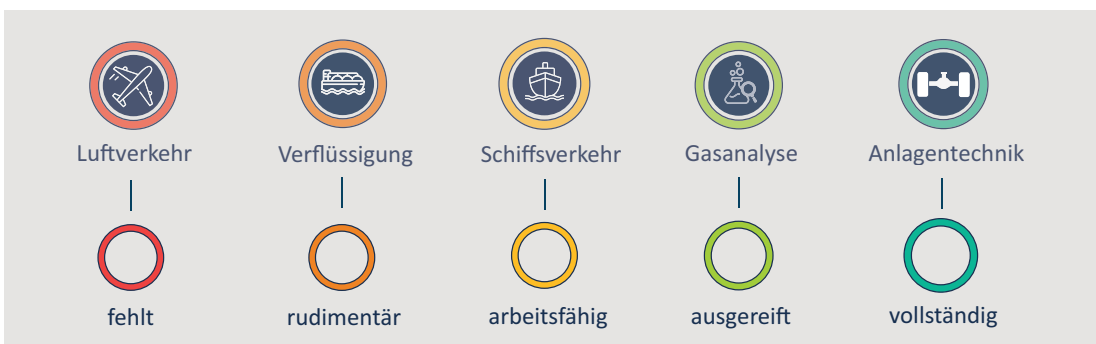 Luftverkehr
Verflüssigung
Schiffsverkehr
Gasanalyse
Anlagentechnik
fehlt
rudimentär
arbeitsfähig
ausgereift
vollständig